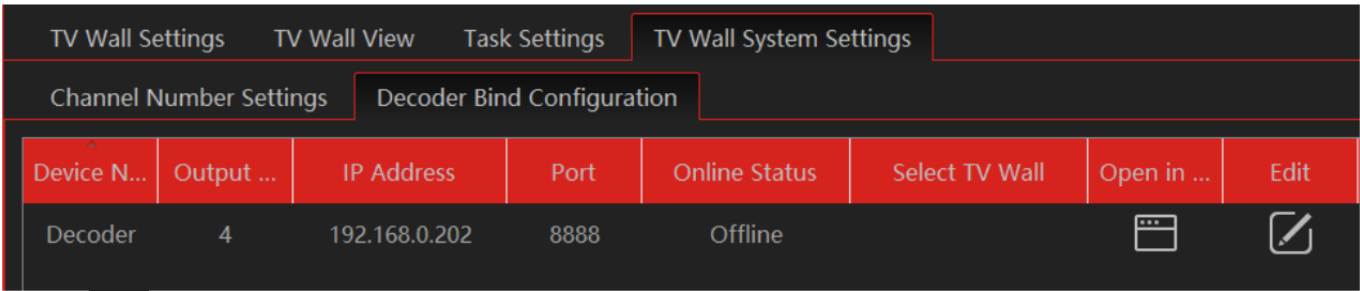 TV Wall Settings TV Wall View Task Settings TV Wall System Settings
Channel Number Settings Decoder Bind Configuration
Device N... Output ... IP Address Port Online Status Select TV Wall Open in ... Edit
Decoder 4 192.168.0.202 8888 Offline